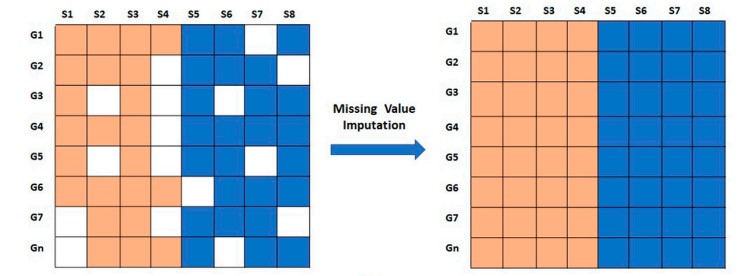 S1 S2 S3 S4 S5 S6 S7 S8
G1
G2
G3
G4
G5
G6
G7
Gn
Missing Value
Imputation
S1 S2 S3 S4 S5 S6 S7 S8
G1
G2
G3
G4
G5
G6
G7
Gn